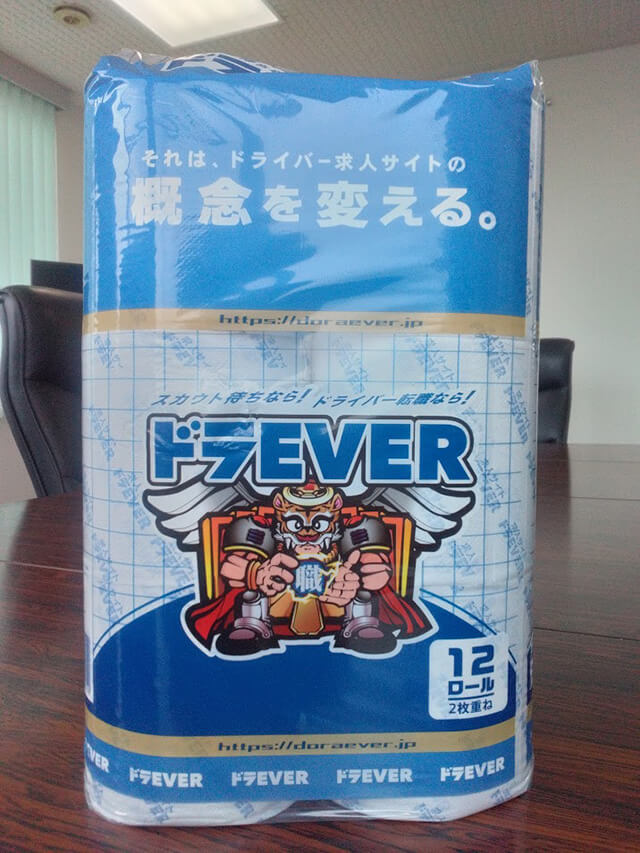 それは、ドライバー求人サイトの
概念を変える。
https://doraever.jp
スカウト待ちなら！ドライバー転職なら！
ドラEVER
職
12
ロール
2枚重ね
https://doraever.jp
ドラEVER ドラEVER ドラEVER ドラEVER